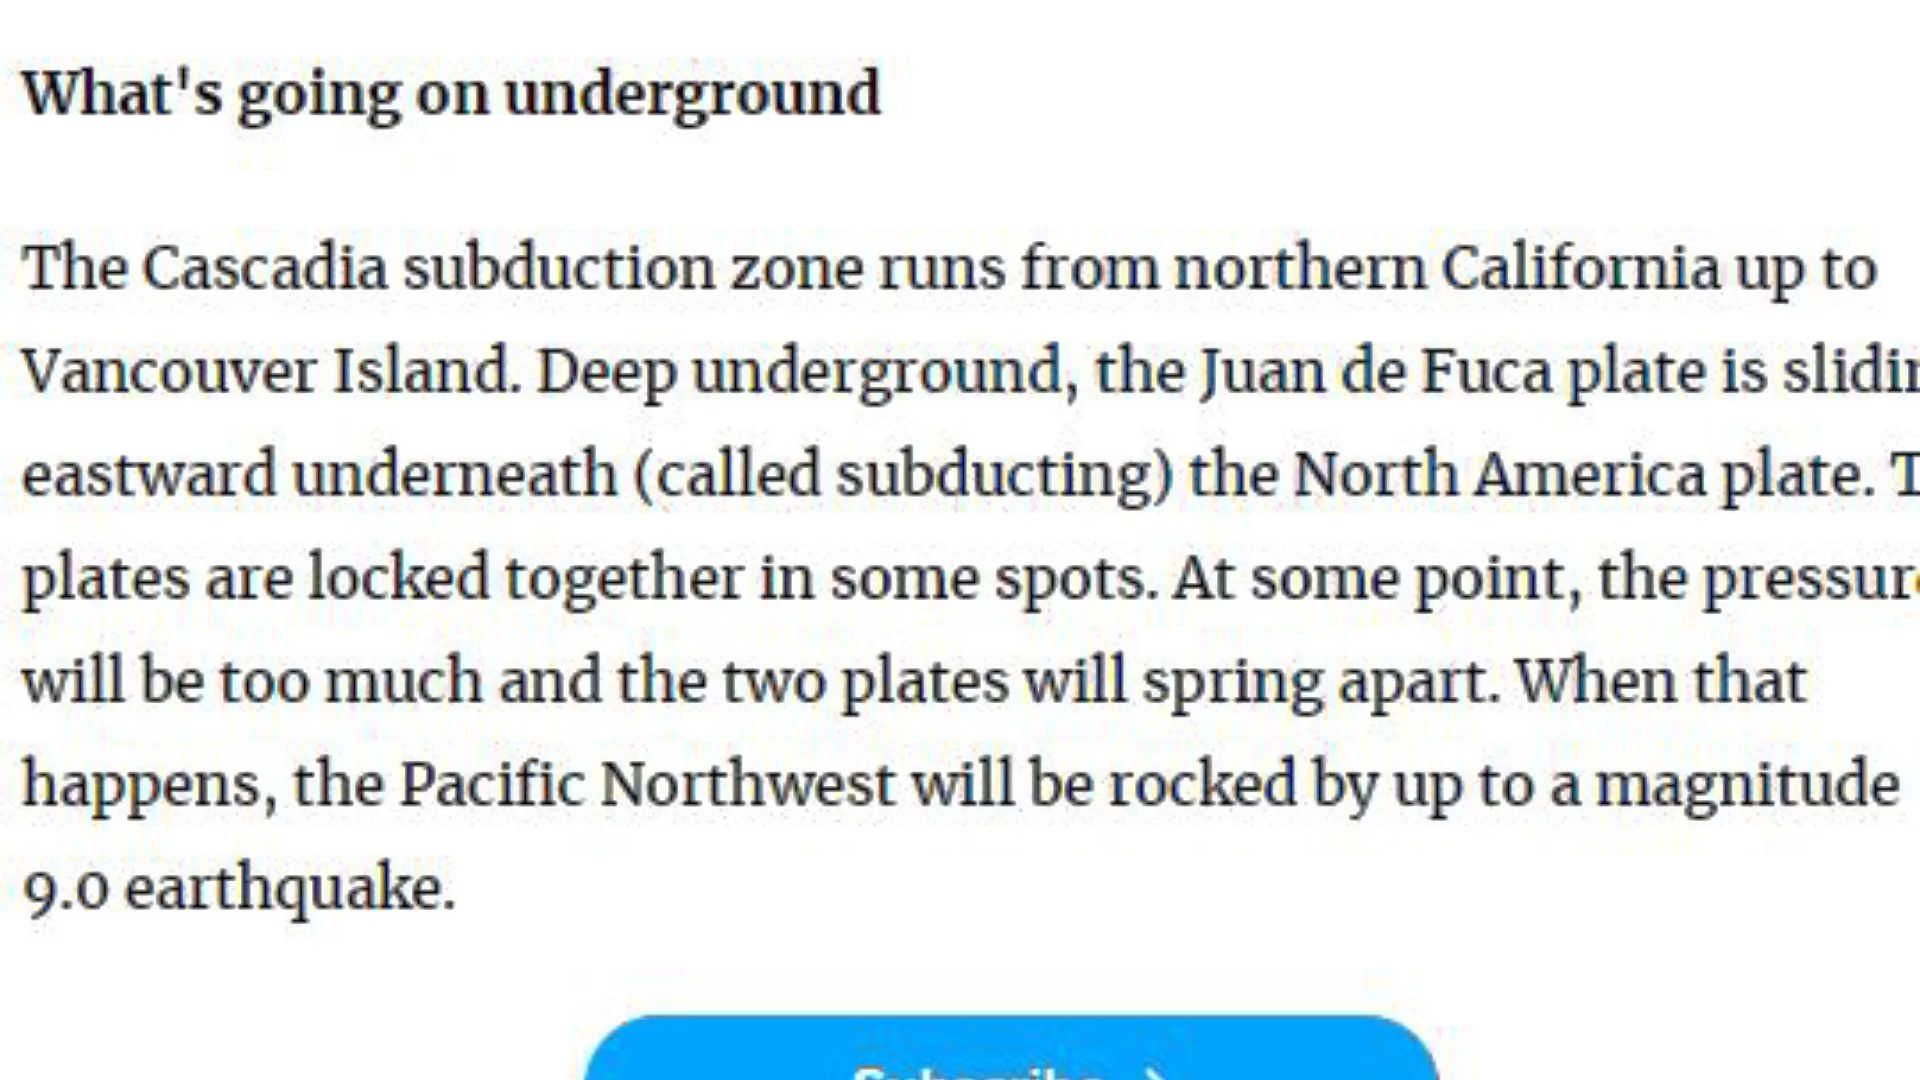 What's going on underground
The Cascadia subduction zone runs from northern California up to
Vancouver Island. Deep underground, the Juan de Fuca plate is slidin
eastward underneath (called subducting) the North America plate. T
plates are locked together in some spots. At some point, the pressure
will be too much and the two plates will spring apart. When that
happens, the Pacific Northwest will be rocked by up to a magnitude
9.0 earthquake.
Subscribe